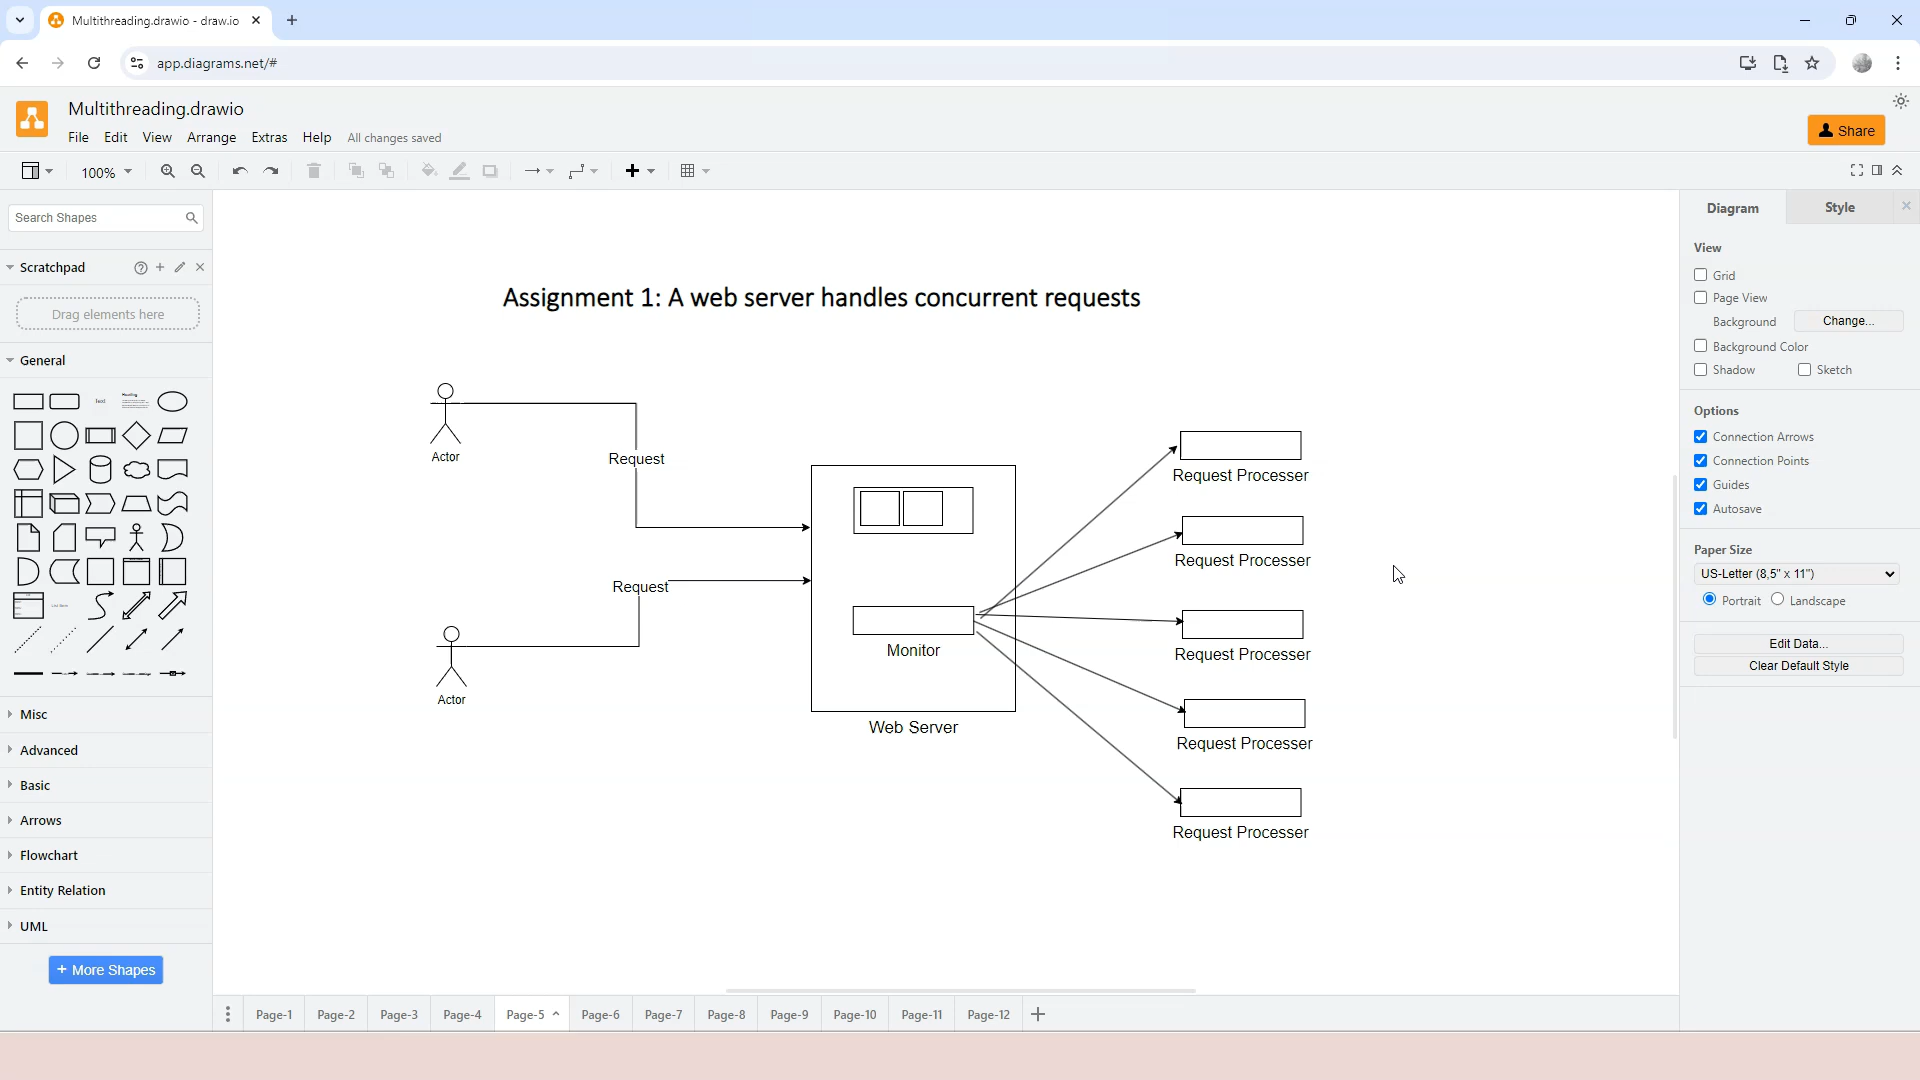 Multithreading.drawio - draw.io
app.diagrams.net/#
Multithreading.drawio
File Edit View Arrange Extras Help All changes saved
Share
100%
Search Shapes
Scratchpad
Drag elements here
General
Text
Heading
Misc
Advanced
Basic
Arrows
Flowchart
Entity Relation
UML
+ More Shapes
Assignment 1: A web server handles concurrent requests
Actor
Request
Request
Actor
Monitor
Web Server
Request Processer
Request Processer
Request Processer
Request Processer
Request Processer
Page-1 Page-2 Page-3 Page-4 Page-5 Page-6 Page-7 Page-8 Page-9 Page-10 Page-11 Page-12
Diagram Style
View
Grid
Page View
Background Change...
Background Color
Shadow Sketch
Options
Connection Arrows
Connection Points
Guides
Autosave
Paper Size
US-Letter (8,5" x 11")
Portrait Landscape
Edit Data...
Clear Default Style